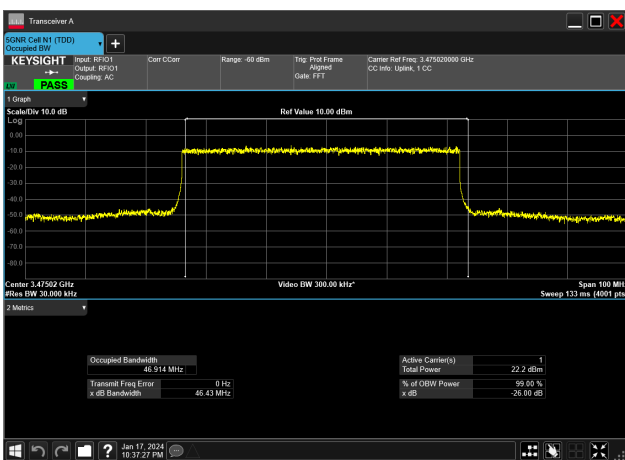 Transceiver A
5GNR Cell N1 (TDD)
Occupied BW
KEYSIGHT
Input: RFIO1
Output: RFIO1
Coupling: AC
Corr CCorr
Range: -60 dBm
Trig: Prot Frame
Aligned
Gate: FFT
Carrier Ref Freq: 3.475020000 GHz
CC Info: Uplink, 1 CC
LXI PASS
1 Graph
Scale/Div 10.0 dB
Ref Value 10.00 dBm
Log
0.00
-10.0
-20.0
-30.0
-40.0
-50.0
-60.0
-70.0
-80.0
Center 3.47502 GHz
Video BW 300.00 kHz*
Span 100 MH
#Res BW 30.000 kHz
Sweep 133 ms (4001 pts
2 Metrics
Occupied Bandwidth
46.914 MHz
Active Carrier(s) 1
Total Power 22.2 dBm
Transmit Freq Error 0 Hz
x dB Bandwidth 46.43 MHz
% of OBW Power 99.00 %
x dB -26.00 dB
Jan 17, 2024
10:37:27 PM